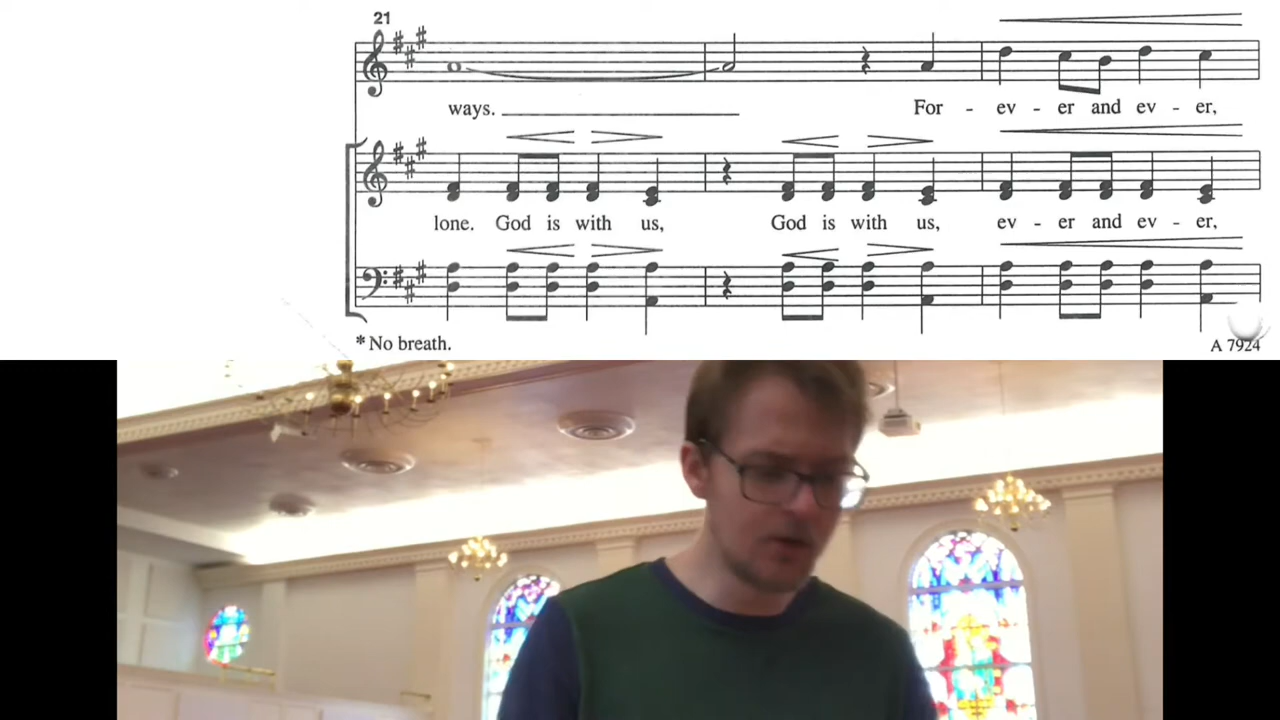 21
ways. For - ev - er and ev - er,
lone. God is with us, God is with us, ev - er and ev - er,
* No breath. A 7924